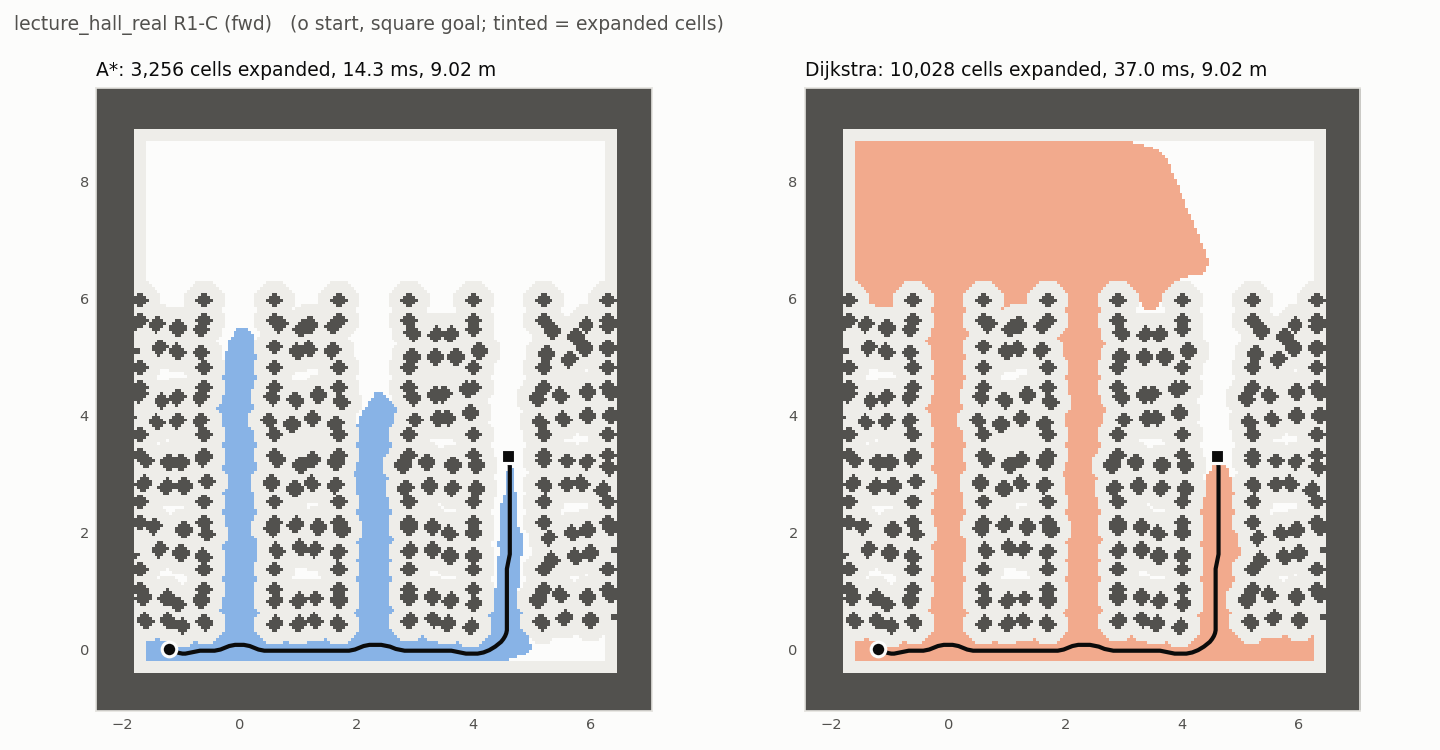 lecture_hall_real R1-C (fwd)   (o start, square goal; tinted = expanded cells)
A*: 3,256 cells expanded, 14.3 ms, 9.02 m
8
6
4
2
0
−2 0 2 4 6
Dijkstra: 10,028 cells expanded, 37.0 ms, 9.02 m
8
6
4
2
0
−2 0 2 4 6